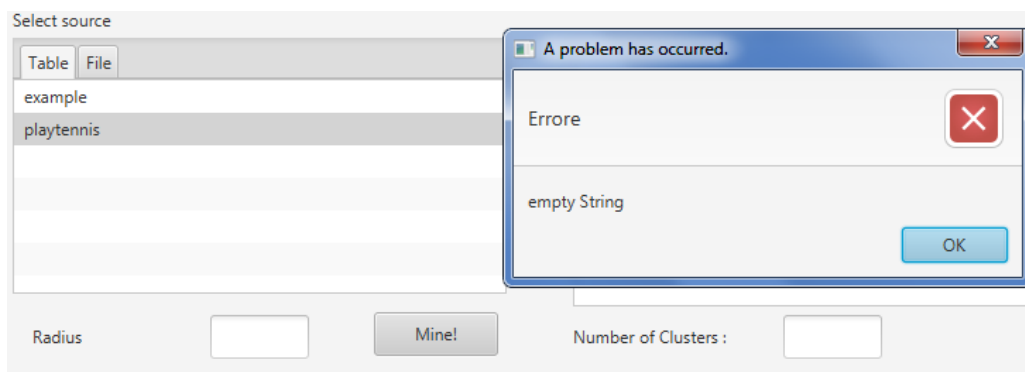 Select source
Table File
example
playtennis
A problem has occurred.
Errore
empty String
OK
Radius
Mine!
Number of Clusters :